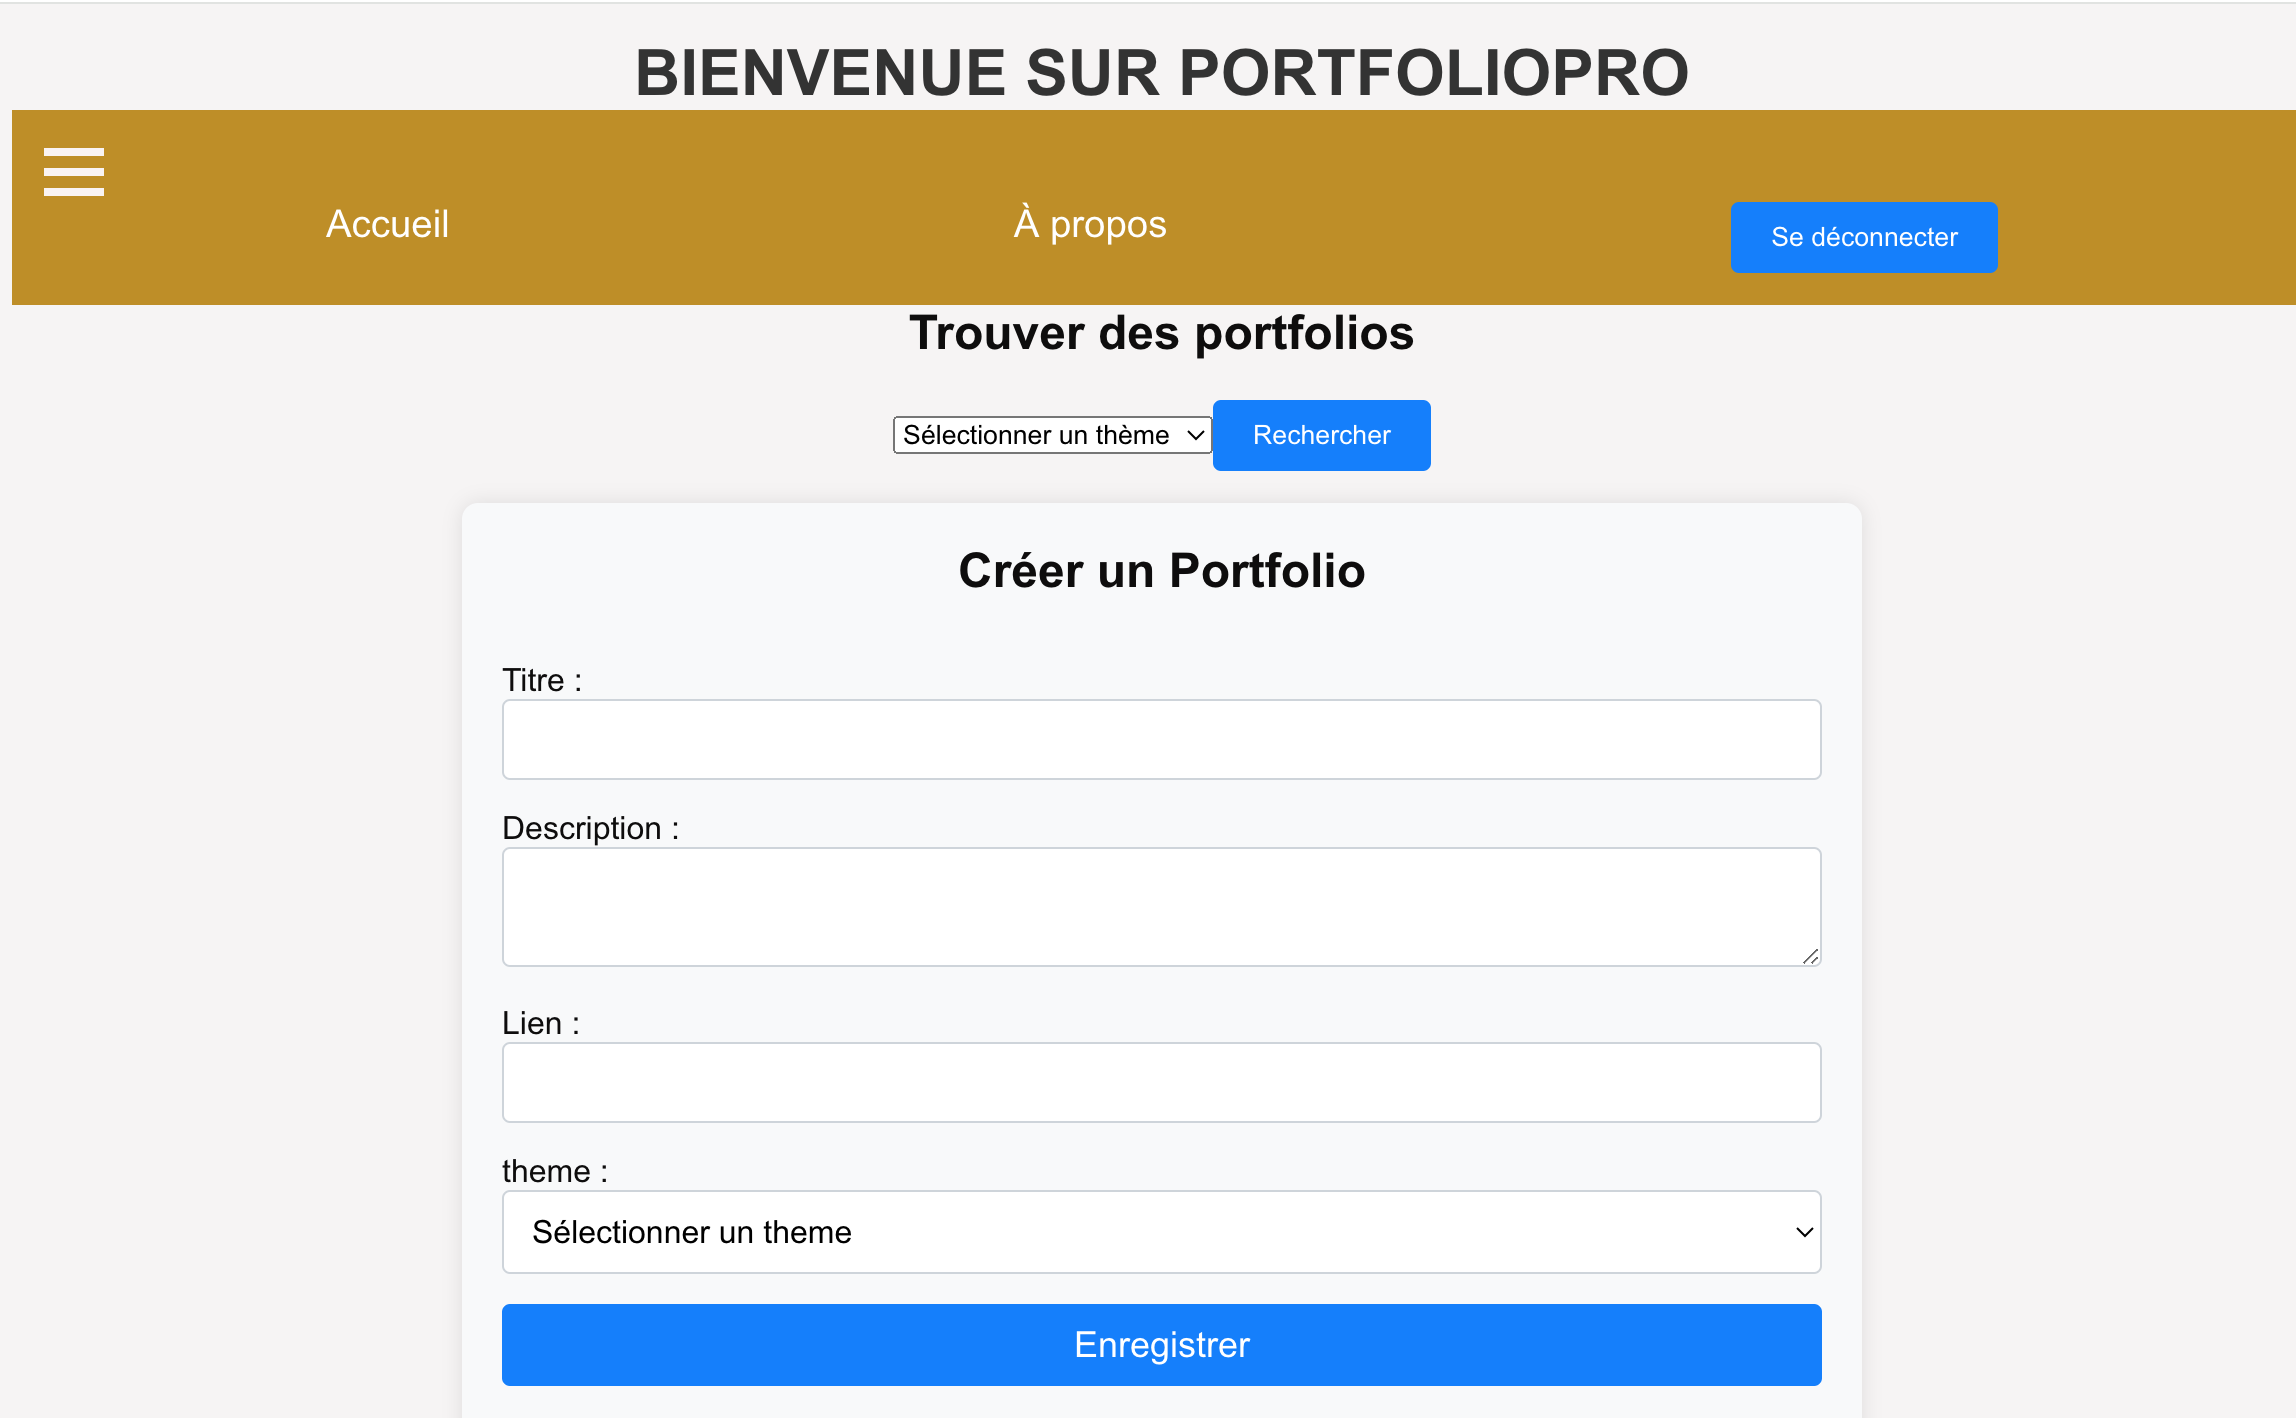 BIENVENUE SUR PORTFOLIOPRO
Accueil
À propos
Se déconnecter
Trouver des portfolios
Sélectionner un thème
Rechercher
Créer un Portfolio
Titre :
Description :
Lien :
theme :
Sélectionner un theme
Enregistrer